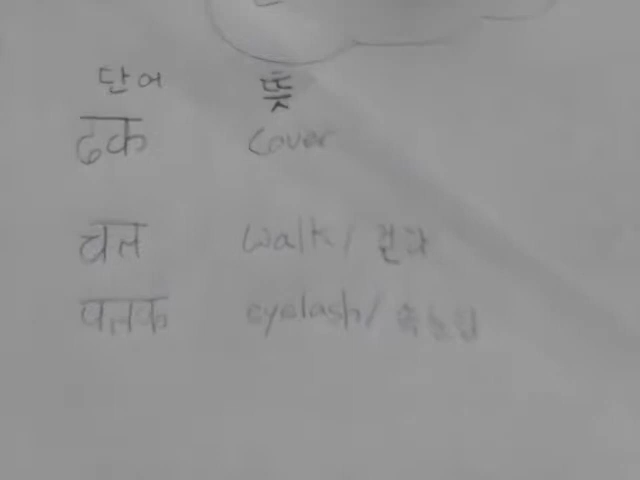 단어 뜻
ढक cover
चल walk / 걷다
पलक eyelash / 속눈썹